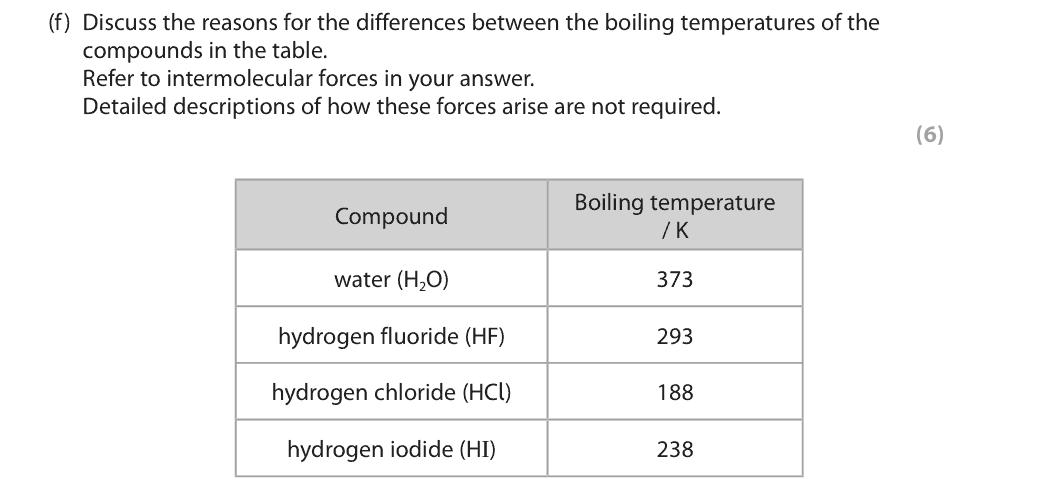 (f) Discuss the reasons for the differences between the boiling temperatures of the
compounds in the table.
Refer to intermolecular forces in your answer.
Detailed descriptions of how these forces arise are not required.
(6)
Compound
Boiling temperature
/ K
water (H₂O)
373
hydrogen fluoride (HF)
293
hydrogen chloride (HCl)
188
hydrogen iodide (HI)
238